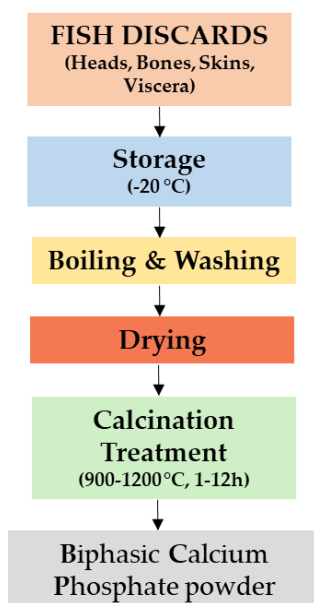 FISH DISCARDS
(Heads, Bones, Skins,
Viscera)
Storage
(-20 °C)
Boiling & Washing
Drying
Calcination
Treatment
(900-1200°C, 1-12h)
Biphasic Calcium
Phosphate powder